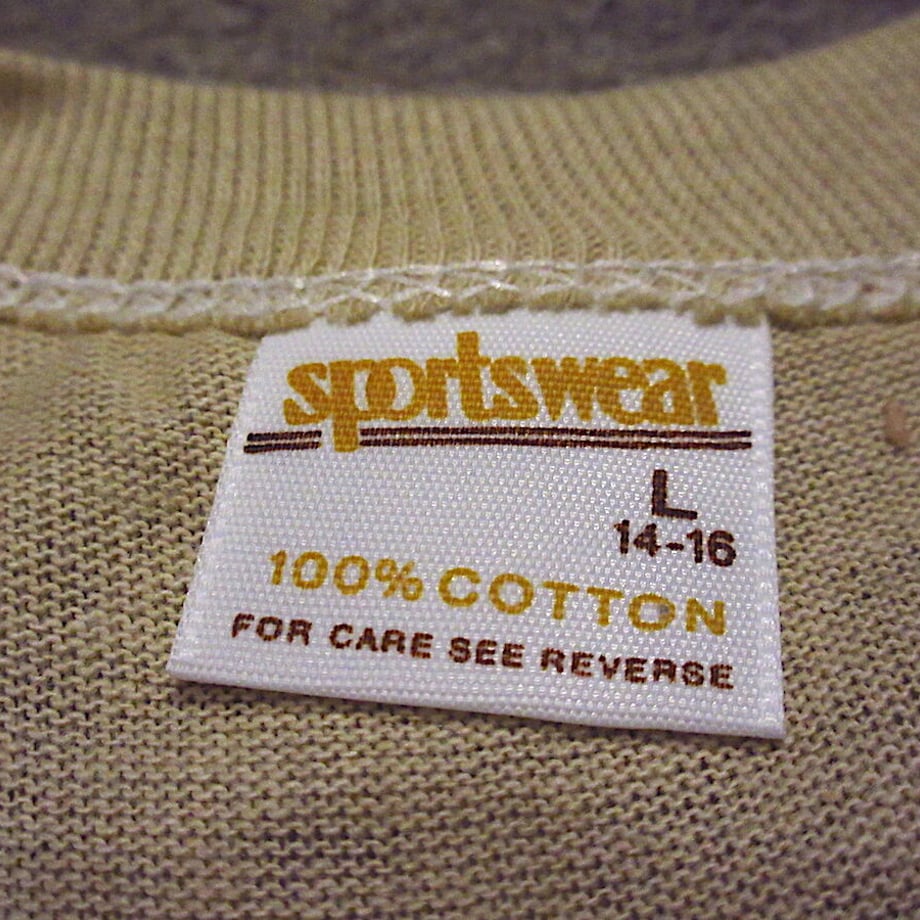 sportswear
L
14-16
100% COTTON
FOR CARE SEE REVERSE